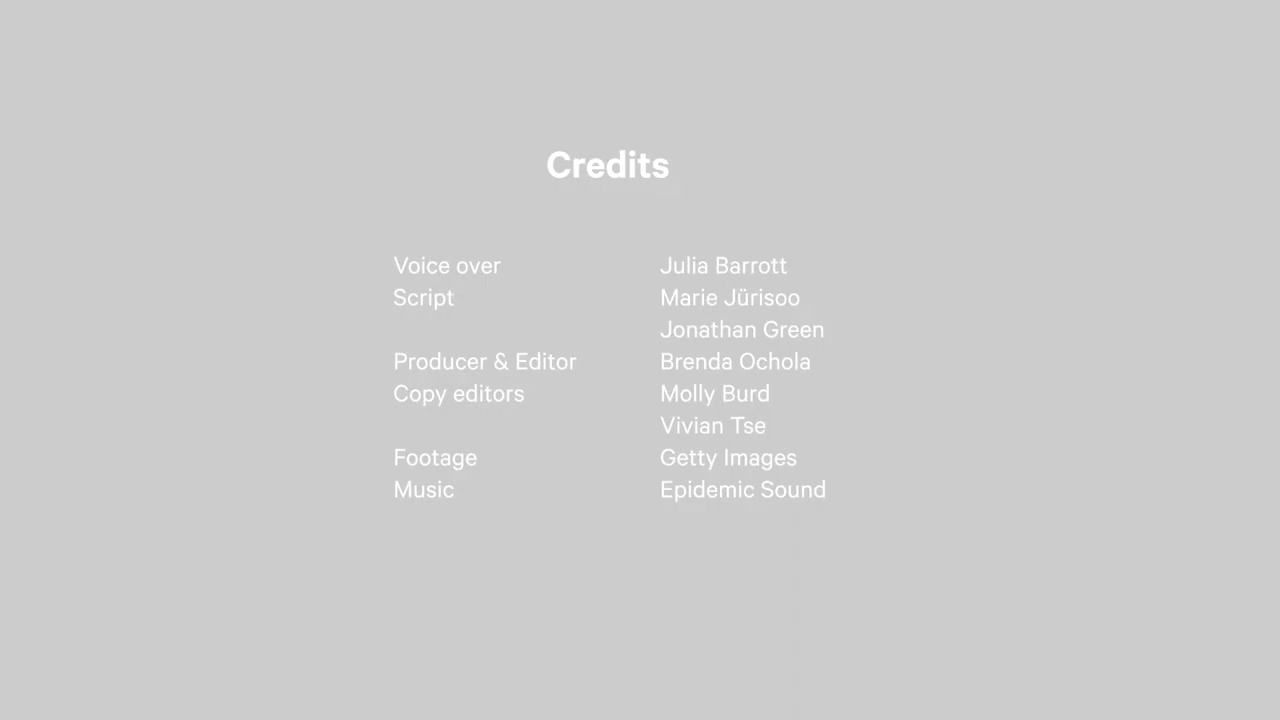 Credits
Voice over Julia Barrott
Script Marie Jürisoo
Jonathan Green
Producer & Editor Brenda Ochola
Copy editors Molly Burd
Vivian Tse
Footage Getty Images
Music Epidemic Sound